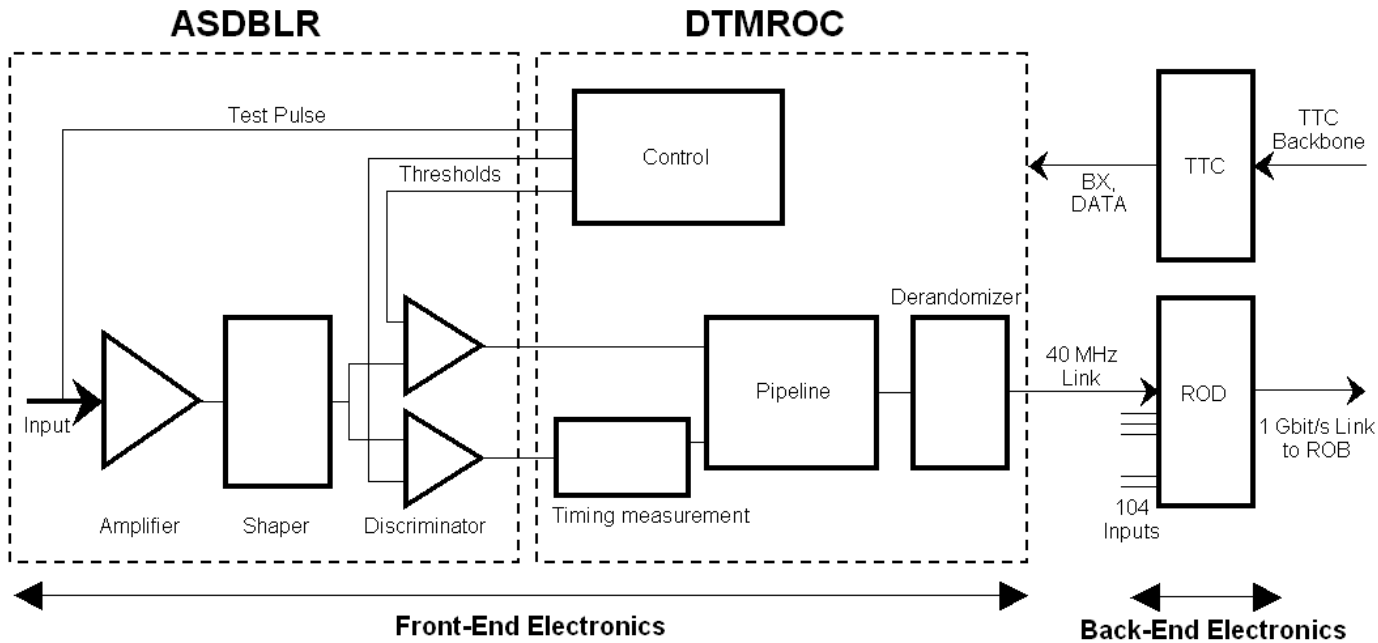 ASDBLR
DTMROC
Test Pulse
Control
Thresholds
TTC
TTC
Backbone
BX,
DATA
Derandomizer
Input
Pipeline
40 MHz
Link
ROD
1 Gbit/s Link
to ROB
Amplifier
Shaper
Discriminator
Timing measurement
104
Inputs
Front-End Electronics
Back-End Electronics